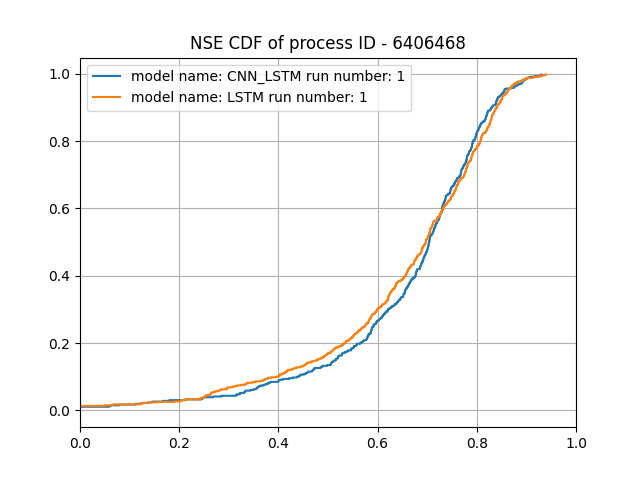 NSE CDF of process ID - 6406468
model name: CNN_LSTM run number: 1
model name: LSTM run number: 1
1.0
0.8
0.6
0.4
0.2
0.0
0.0 0.2 0.4 0.6 0.8 1.0